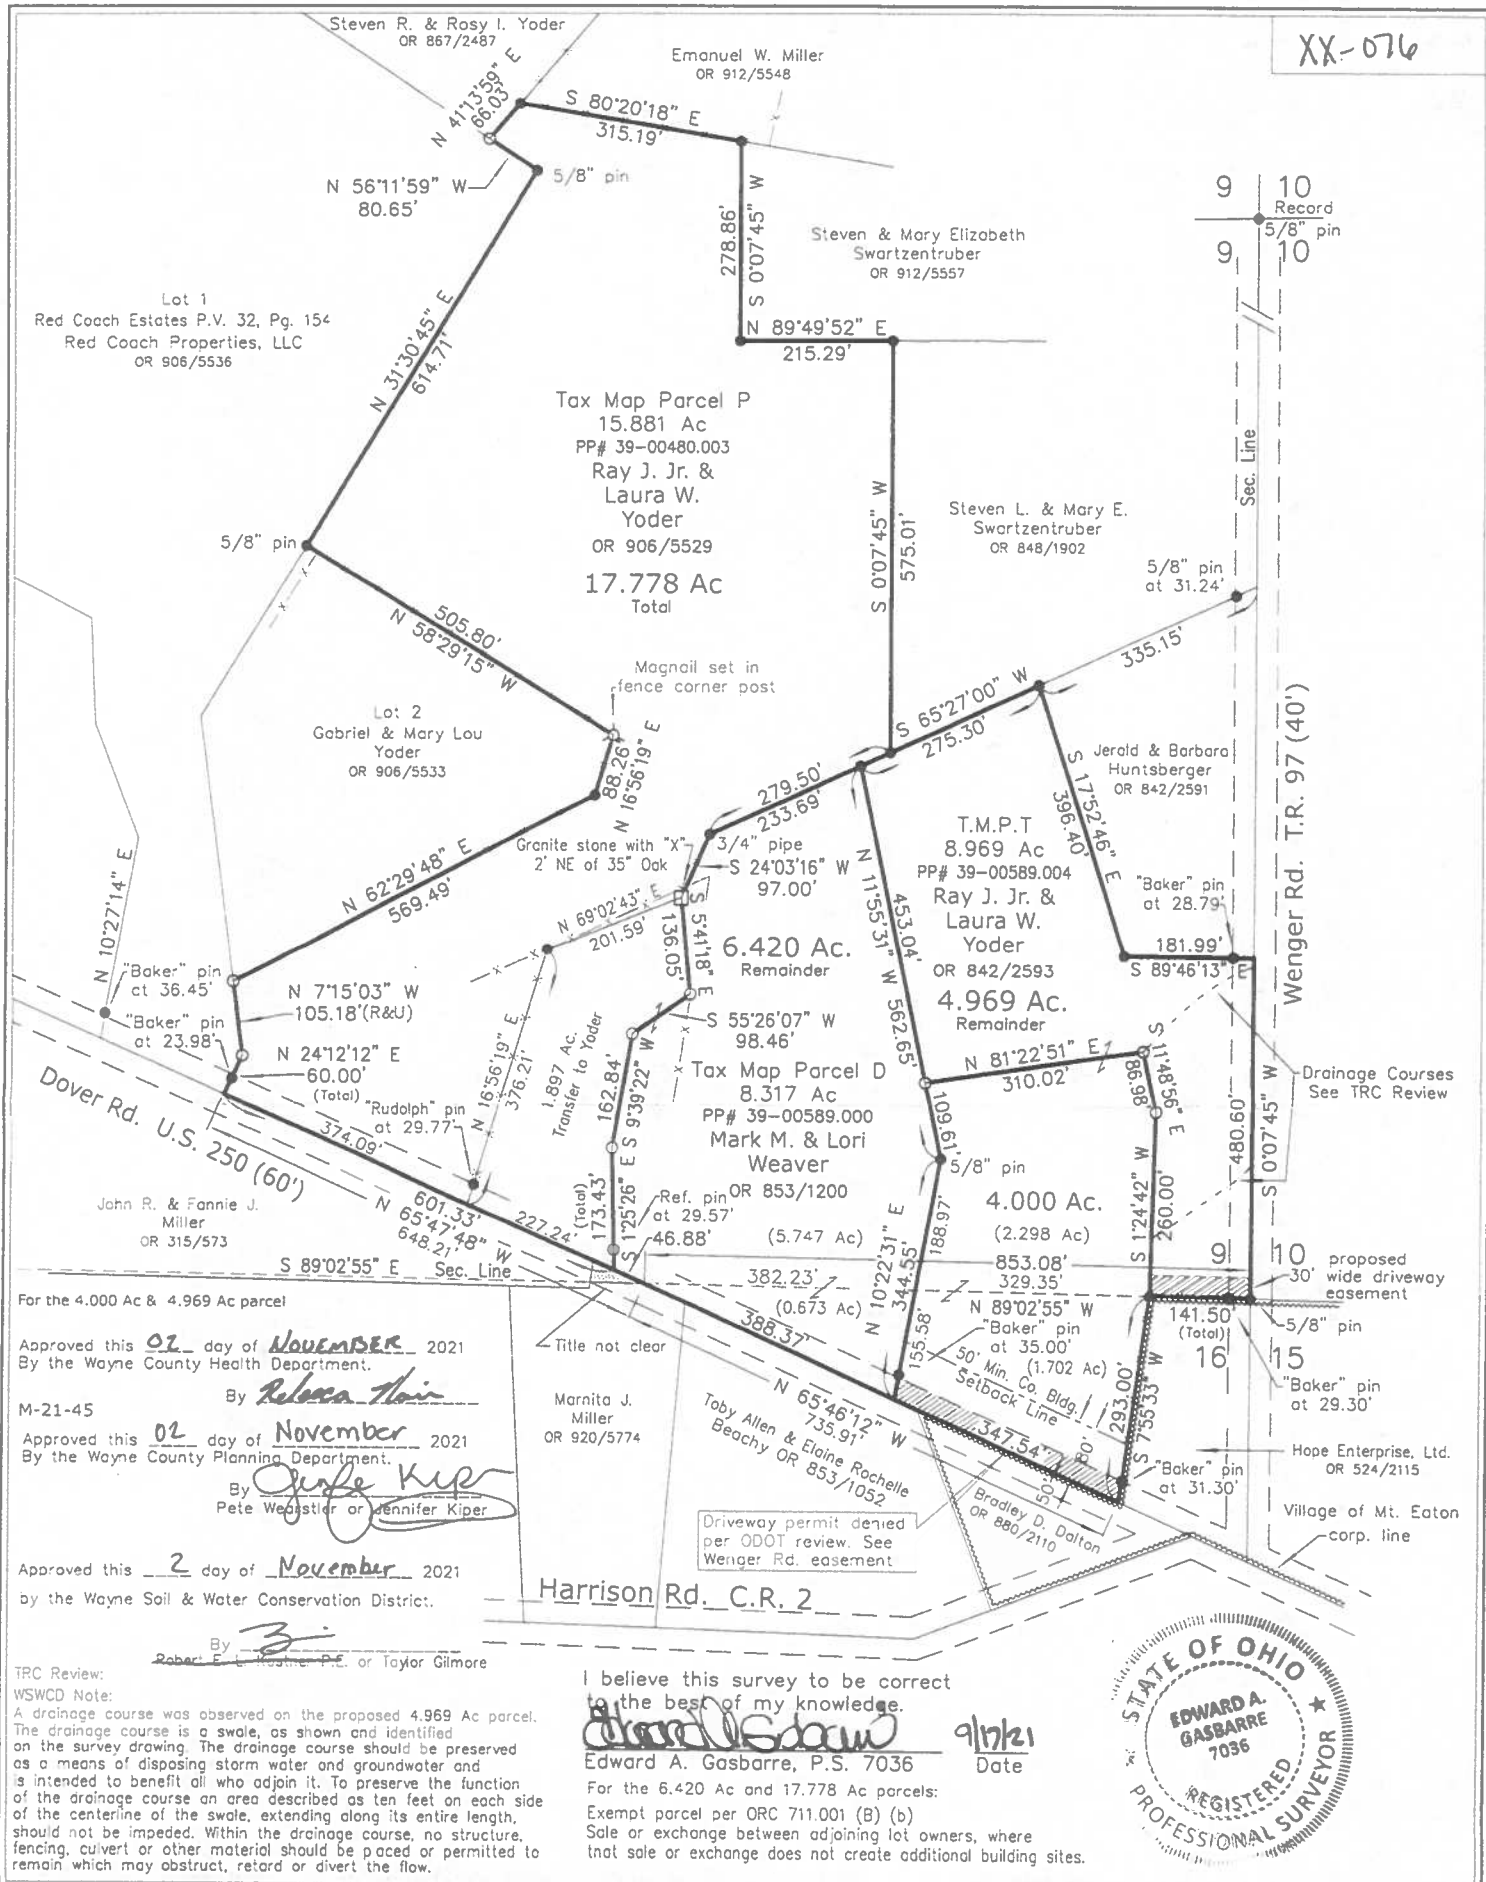 XX-076
Steven R. & Rosy I. Yoder
OR 867/2487
Emanuel W. Miller
OR 912/5548
N 41°13'59" E
66.03'
S 80°20'18" E
315.19'
N 56°11'59" W
80.65'
5/8" pin
278.86'
S 0°07'45" W
Steven & Mary Elizabeth
Swartzentruber
OR 912/5557
9 10
Record
5/8" pin
9 10
Lot 1
Red Coach Estates P.V. 32, Pg. 154
Red Coach Properties, LLC
OR 906/5536
N 31°30'45" E
614.71'
N 89°49'52" E
215.29'
Tax Map Parcel P
15.881 Ac
PP# 39-00480.003
Ray J. Jr. &
Laura W.
Yoder
OR 906/5529
17.778 Ac
Total
S 0°07'45" W
575.01'
Sec. Line
Steven L. & Mary E.
Swartzentruber
OR 848/1902
5/8" pin
at 31.24'
335.15'
5/8" pin
505.80'
N 58°29'15" W
Magnail set in
fence corner post
S 65°27'00" W
275.30'
Wenger Rd. T.R. 97 (40')
Lot 2
Gabriel & Mary Lou
Yoder
OR 906/5533
88.26'
N 16°56'19" E
279.50'
233.69'
Jerald & Barbara
Huntsberger
OR 842/2591
S 17°52'46" E
396.40'
Granite stone with "X"
2' NE of 35" Oak
3/4" pipe
S 24°03'16" W
97.00'
T.M.P.T
8.969 Ac
PP# 39-00589.004
Ray J. Jr. &
Laura W.
Yoder
OR 842/2593
4.969 Ac.
Remainder
N 62°29'48" E
569.49'
N 10°27'14" E
N 69°02'43" E
201.59'
136.05'
S 5°41'18" E
6.420 Ac.
Remainder
N 11°55'31" W
453.04'
562.65'
"Baker" pin
at 28.79'
181.99'
S 89°46'13" E
"Baker" pin
at 36.45'
"Baker" pin
at 23.98'
N 7°15'03" W
105.18'(R&U)
N 24°12'12" E
60.00'
(Total)
"Rudolph" pin
at 29.77'
N 16°56'19" E
376.21'
1.897 Ac.
Transfer to Yoder
S 55°26'07" W
98.46'
162.84'
S 9°39'22" W
Tax Map Parcel D
8.317 Ac
PP# 39-00589.000
Mark M. & Lori
Weaver
OR 853/1200
N 81°22'51" E
310.02'
109.61'
5/8" pin
86.98'
S 11°48'56" E
480.60'
S 0°07'45" W
Drainage Courses
See TRC Review
Dover Rd. U.S. 250 (60')
374.09'
601.33'
227.24'
N 65°47'48" W
648.21'
(Total)
173.43'
S 1°25'26" E
Ref. pin
at 29.57'
46.88'
(5.747 Ac)
4.000 Ac.
(2.298 Ac)
S 1°24'42" W
260.00'
John R. & Fannie J.
Miller
OR 315/573
S 89°02'55" E Sec. Line
N 10°22'31" E
344.55'
188.97'
155.58'
853.08'
382.23'
329.35'
N 89°02'55" W
(0.673 Ac)
388.37'
"Baker" pin
at 35.00'
(1.702 Ac)
50' Min. Co. Bldg.
Setback Line
9 10
16 15
proposed
30' wide driveway
easement
141.50'
(Total)
5/8" pin
"Baker" pin
at 29.30'
293.00'
S 7°55'33" W
Title not clear
Marnita J.
Miller
OR 920/5774
N 65°46'12" W
735.91'
Toby Allen & Elaine Rochelle
Beachy OR 853/1052
347.54'
80'
50'
Bradley D. Dalton
OR 880/2110
"Baker" pin
at 31.30'
Hope Enterprise, Ltd.
OR 524/2115
Village of Mt. Eaton
corp. line
Driveway permit denied
per ODOT review. See
Wenger Rd. easement
Harrison Rd. C.R. 2
For the 4.000 Ac & 4.969 Ac parcel
Approved this 02 day of NOVEMBER 2021
By the Wayne County Health Department.
By
M-21-45
Approved this 02 day of November 2021
By the Wayne County Planning Department.
By
Pete Wearstler or Jennifer Kiper
Approved this 2 day of November 2021
by the Wayne Soil & Water Conservation District.
By
Robert E. L. Kastner P.E. or Taylor Gilmore
TRC Review:
WSWCD Note:
A drainage course was observed on the proposed 4.969 Ac parcel.
The drainage course is a swale, as shown and identified
on the survey drawing. The drainage course should be preserved
as a means of disposing storm water and groundwater and
is intended to benefit all who adjoin it. To preserve the function
of the drainage course an area described as ten feet on each side
of the centerline of the swale, extending along its entire length,
should not be impeded. Within the drainage course, no structure,
fencing, culvert or other material should be placed or permitted to
remain which may obstruct, retard or divert the flow.
I believe this survey to be correct
to the best of my knowledge.
Edward A. Gasbarre, P.S. 7036
9/17/21
Date
For the 6.420 Ac and 17.778 Ac parcels:
Exempt parcel per ORC 711.001 (B) (b)
Sale or exchange between adjoining lot owners, where
that sale or exchange does not create additional building sites.
STATE OF OHIO
EDWARD A.
GASBARRE
7036
REGISTERED
PROFESSIONAL SURVEYOR